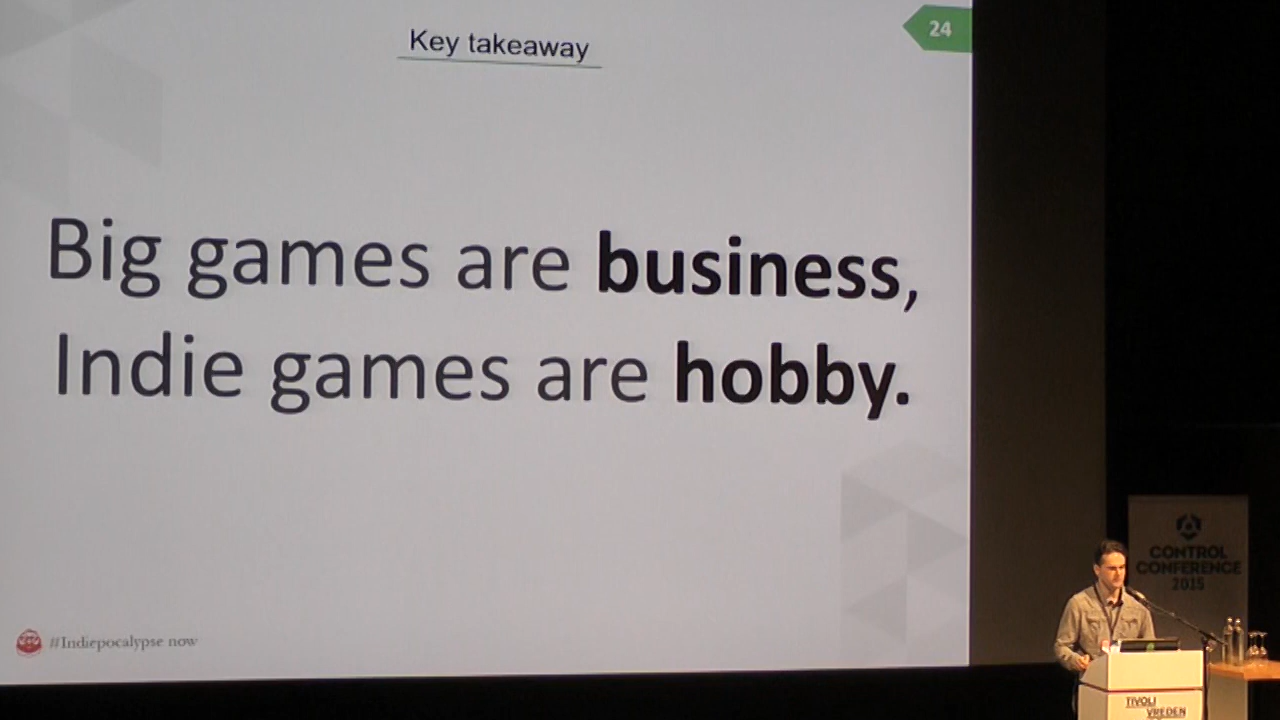 Key takeaway
24
Big games are business,
Indie games are hobby.
#Indiepocalypse now
CONTROL
CONFERENCE
2015
TIVOLI
VREDEN